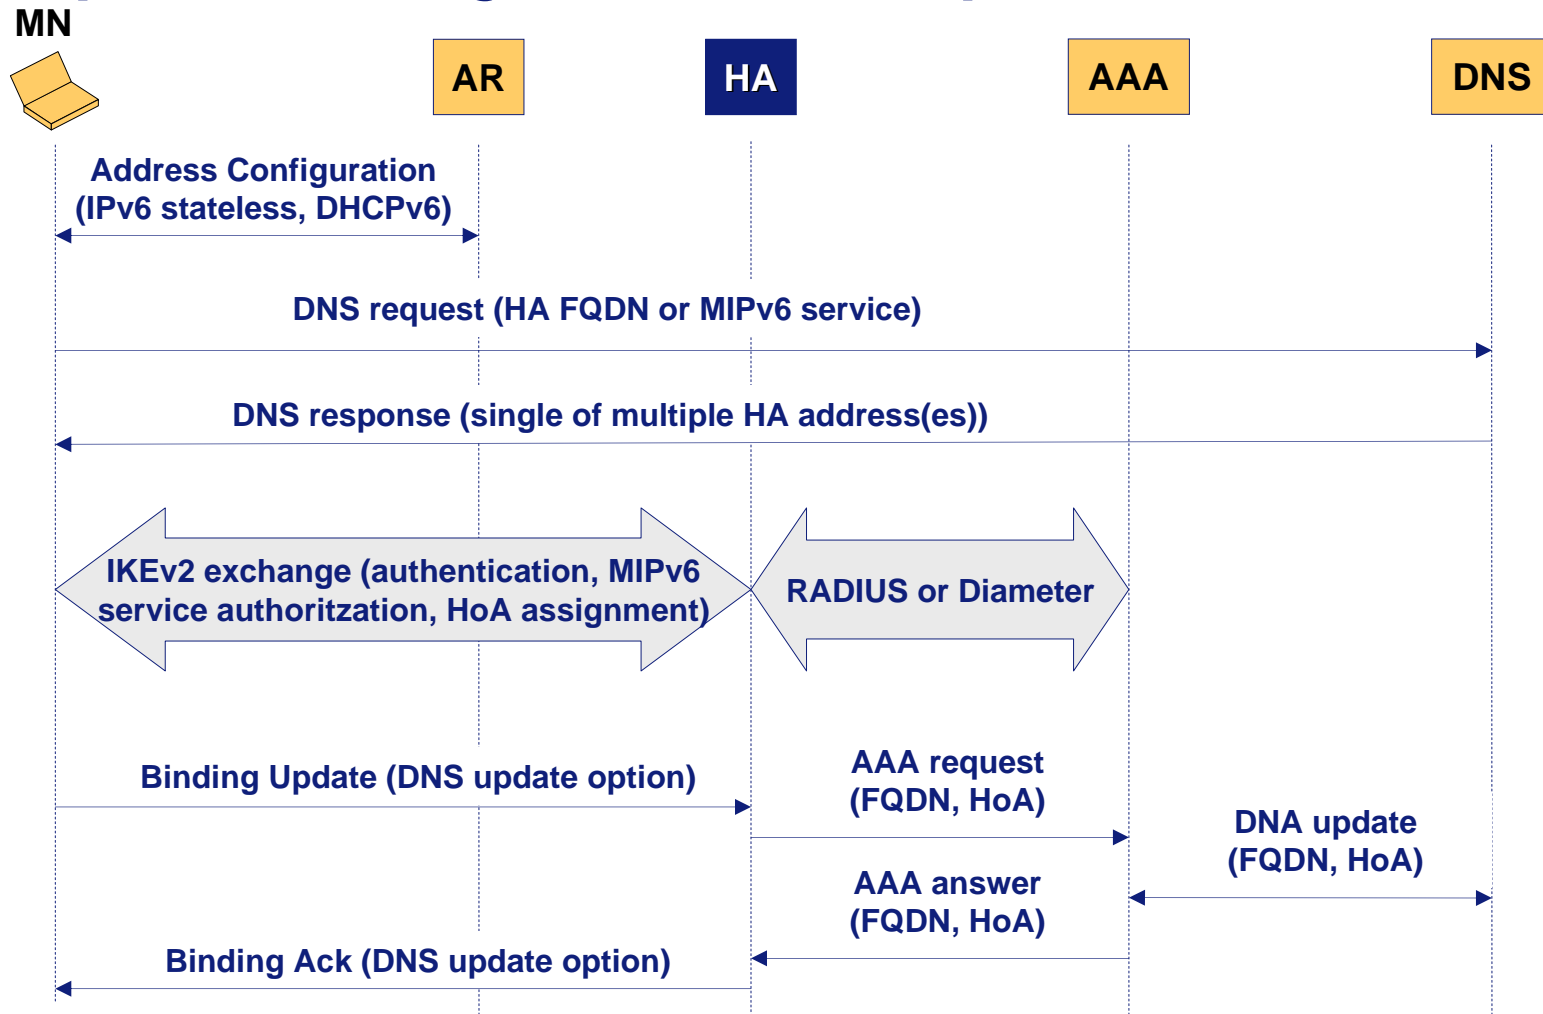 MN
AR
HA
AAA
DNS
Address Configuration
(IPv6 stateless, DHCPv6)
DNS request (HA FQDN or MIPv6 service)
DNS response (single of multiple HA address(es))
IKEv2 exchange (authentication, MIPv6
service authoritzation, HoA assignment)
RADIUS or Diameter
Binding Update (DNS update option)
AAA request
(FQDN, HoA)
DNA update
(FQDN, HoA)
AAA answer
(FQDN, HoA)
Binding Ack (DNS update option)